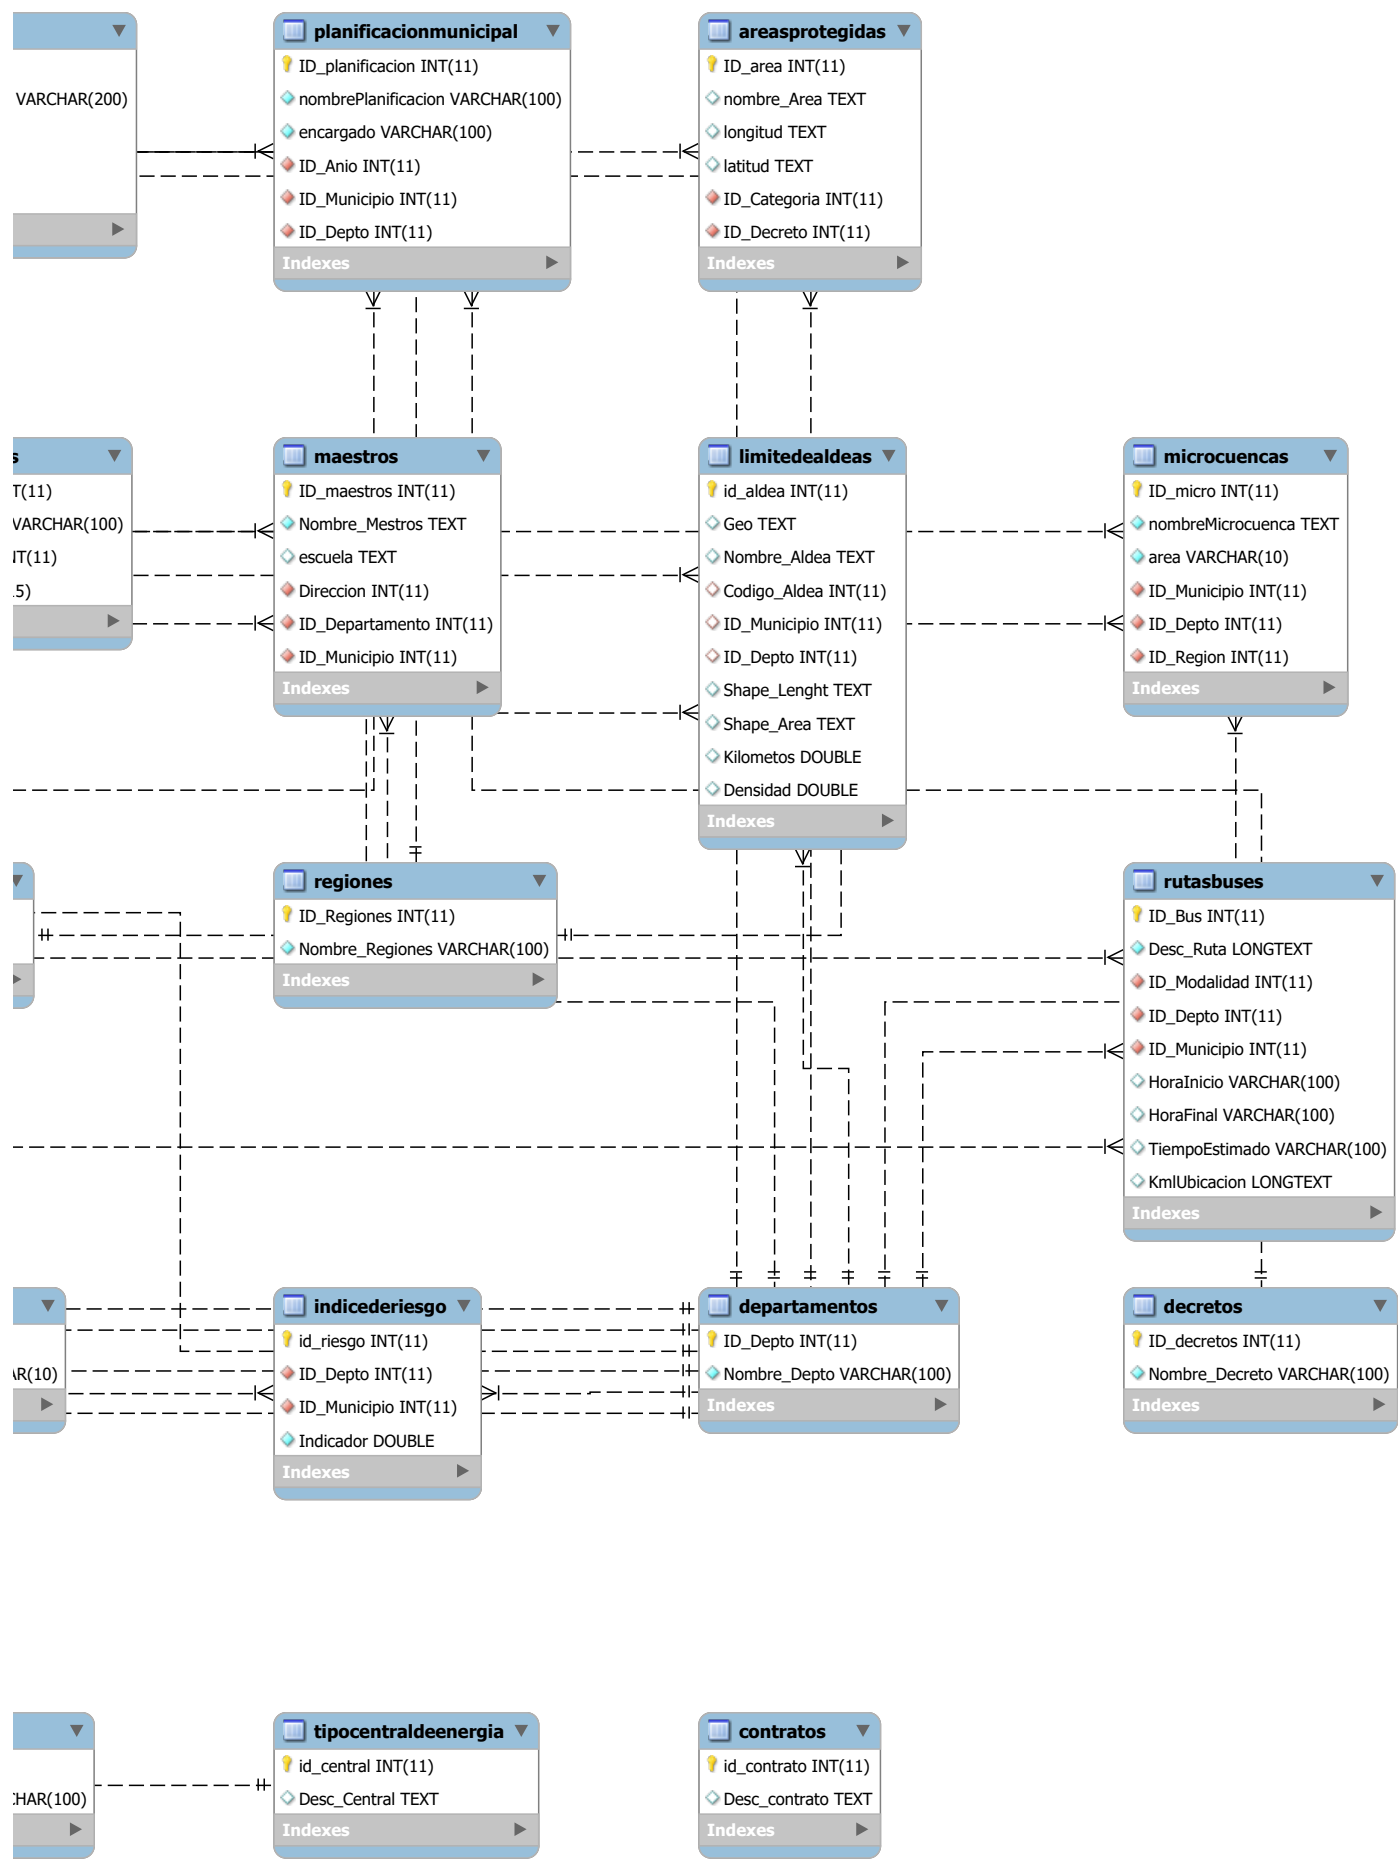 VARCHAR(200)
planificacionmunicipal
ID_planificacion INT(11)
nombrePlanificacion VARCHAR(100)
encargado VARCHAR(100)
ID_Anio INT(11)
ID_Municipio INT(11)
ID_Depto INT(11)
Indexes
areasprotegidas
ID_area INT(11)
nombre_Area TEXT
longitud TEXT
latitud TEXT
ID_Categoria INT(11)
ID_Decreto INT(11)
Indexes
s
T(11)
VARCHAR(100)
NT(11)
.5)
maestros
ID_maestros INT(11)
Nombre_Mestros TEXT
escuela TEXT
Direccion INT(11)
ID_Departamento INT(11)
ID_Municipio INT(11)
Indexes
limitedealdeas
id_aldea INT(11)
Geo TEXT
Nombre_Aldea TEXT
Codigo_Aldea INT(11)
ID_Municipio INT(11)
ID_Depto INT(11)
Shape_Lenght TEXT
Shape_Area TEXT
Kilometos DOUBLE
Densidad DOUBLE
Indexes
microcuencas
ID_micro INT(11)
nombreMicrocuenca TEXT
area VARCHAR(10)
ID_Municipio INT(11)
ID_Depto INT(11)
ID_Region INT(11)
Indexes
regiones
ID_Regiones INT(11)
Nombre_Regiones VARCHAR(100)
Indexes
rutasbuses
ID_Bus INT(11)
Desc_Ruta LONGTEXT
ID_Modalidad INT(11)
ID_Depto INT(11)
ID_Municipio INT(11)
HoraInicio VARCHAR(100)
HoraFinal VARCHAR(100)
TiempoEstimado VARCHAR(100)
KmlUbicacion LONGTEXT
Indexes
AR(10)
indicederiesgo
id_riesgo INT(11)
ID_Depto INT(11)
ID_Municipio INT(11)
Indicador DOUBLE
Indexes
departamentos
ID_Depto INT(11)
Nombre_Depto VARCHAR(100)
Indexes
decretos
ID_decretos INT(11)
Nombre_Decreto VARCHAR(100)
Indexes
CHAR(100)
tipocentraldeenergia
id_central INT(11)
Desc_Central TEXT
Indexes
contratos
id_contrato INT(11)
Desc_contrato TEXT
Indexes